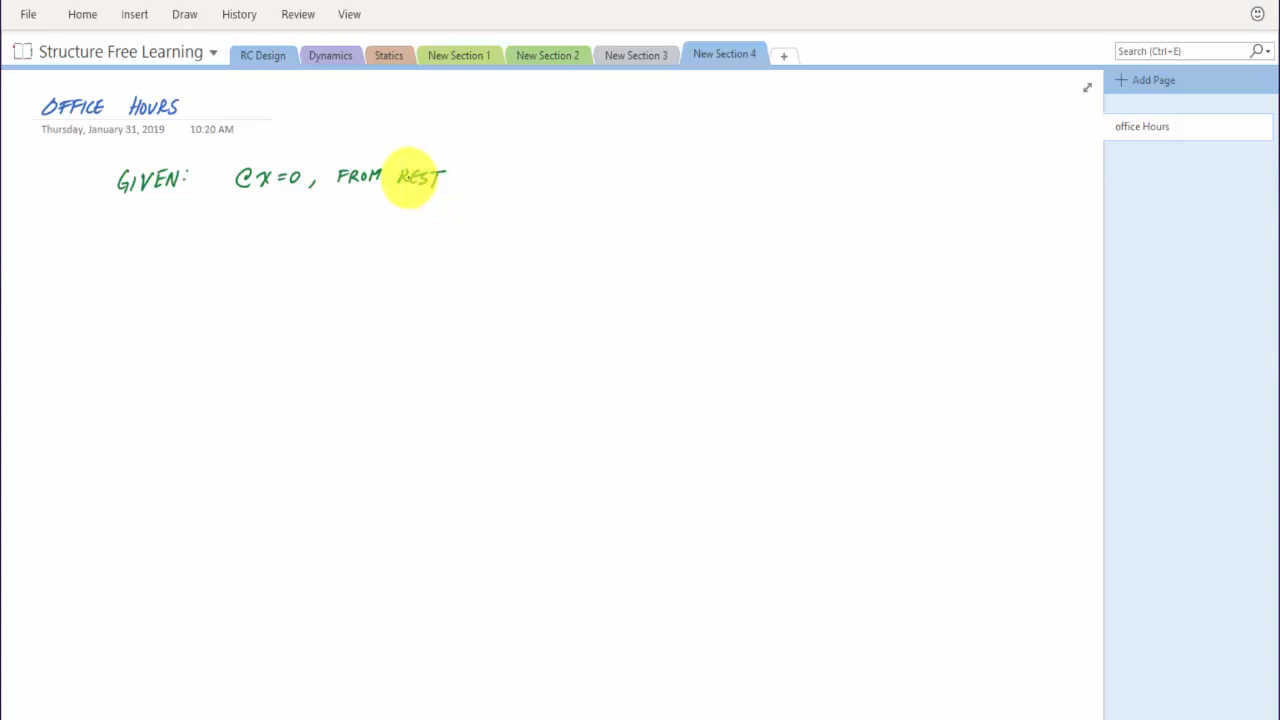 File Home Insert Draw History Review View
Structure Free Learning RC Design Dynamics Statics New Section 1 New Section 2 New Section 3 New Section 4 + Search (Ctrl+E)
+ Add Page
OFFICE HOURS
Thursday, January 31, 2019 10:20 AM
office Hours
GIVEN: @ x = 0 , FROM REST